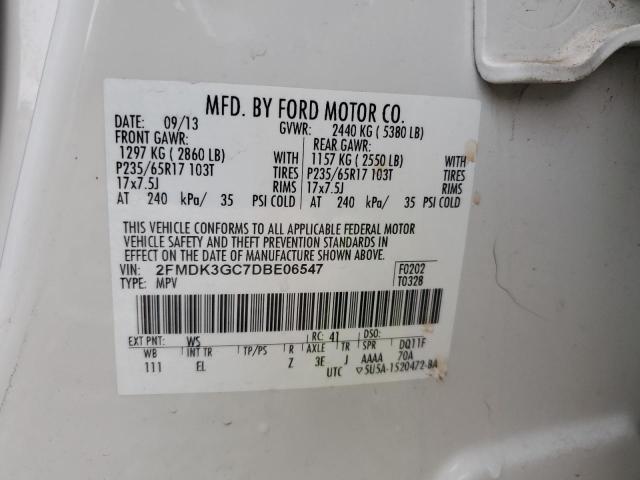 MFD. BY FORD MOTOR CO.
DATE: 09/13 GVWR: 2440 KG ( 5380 LB)
FRONT GAWR: REAR GAWR:
1297 KG ( 2860 LB) WITH 1157 KG ( 2550 LB) WITH
P235/65R17 103T TIRES P235/65R17 103T TIRES
17x7.5J RIMS 17x7.5J RIMS
AT 240 kPa/ 35 PSI COLD AT 240 kPa/ 35 PSI COLD
THIS VEHICLE CONFORMS TO ALL APPLICABLE FEDERAL MOTOR
VEHICLE SAFETY AND THEFT PREVENTION STANDARDS IN
EFFECT ON THE DATE OF MANUFACTURE SHOWN ABOVE.
VIN: 2FMDK3GC7DBE06547 F0202
TYPE: MPV T0328
EXT PNT: WS RC: 41 DSO:
WB INT TR TP/PS R AXLE TR SPR DQ11F
111 EL Z 3E J AAAA 70A
UTC ▽5U5A-1520472-BA